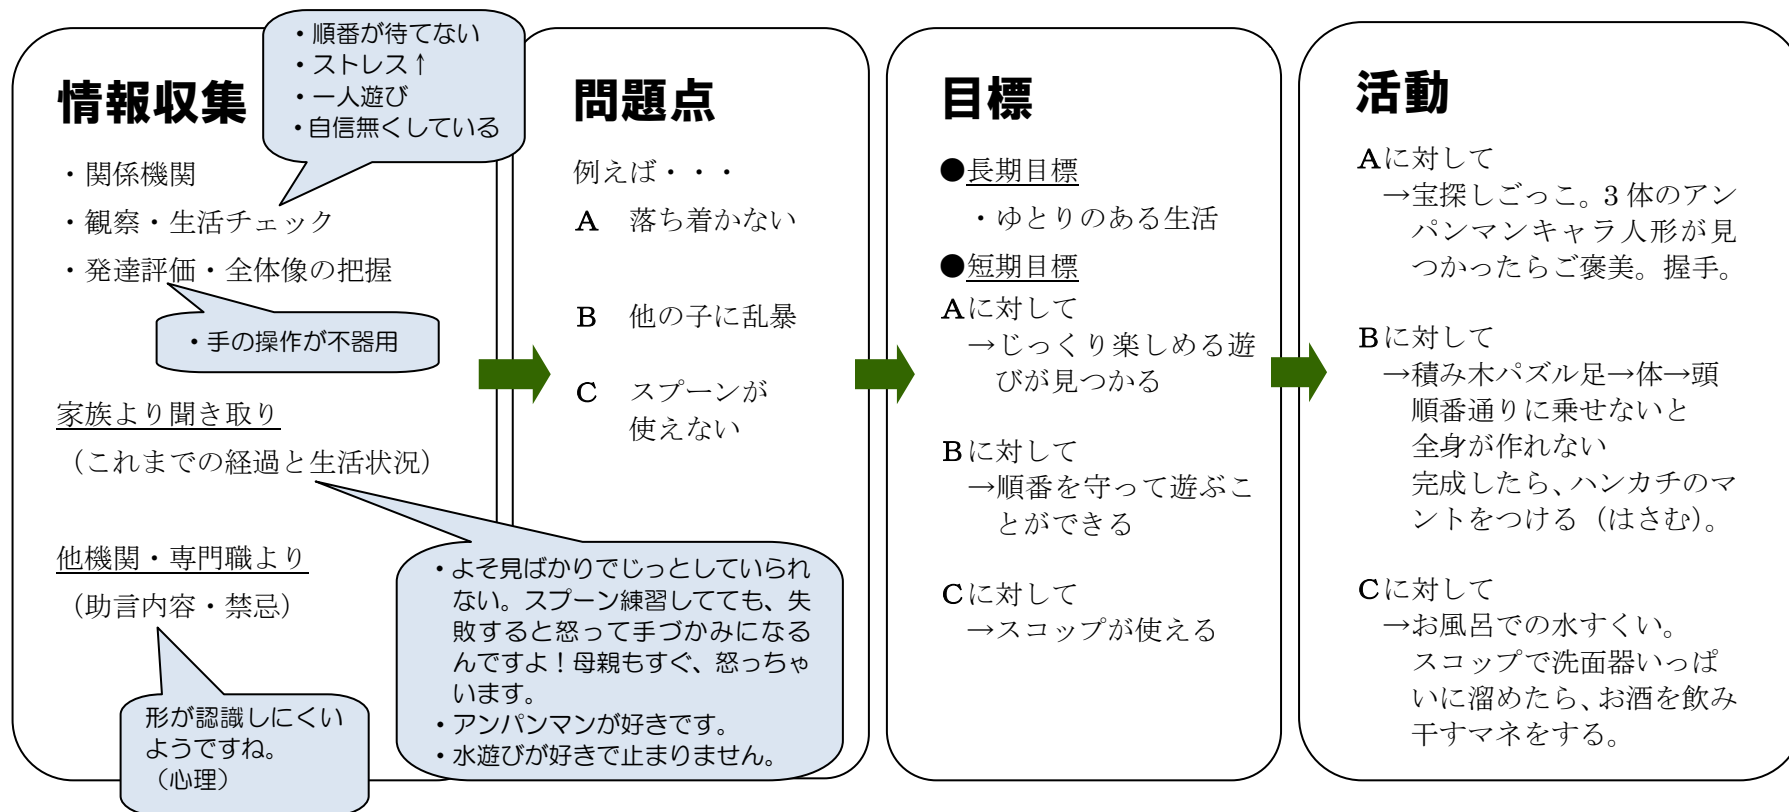 情報収集
・順番が待てない
・ストレス↑
・一人遊び
・自信無くしている
・関係機関
・観察・生活チェック
・発達評価・全体像の把握
・手の操作が不器用
家族より聞き取り
（これまでの経過と生活状況）
・よそ見ばかりでじっとしていられ
ない。スプーン練習してても、失
敗すると怒って手づかみになる
んですよ！母親もすぐ、怒っちゃ
います。
・アンパンマンが好きです。
・水遊びが好きで止まりません。
他機関・専門職より
（助言内容・禁忌）
形が認識しにくい
ようですね。
（心理）
問題点
例えば・・・
A　落ち着かない
B　他の子に乱暴
C　スプーンが
使えない
目標
●長期目標
・ゆとりのある生活
●短期目標
Aに対して
→じっくり楽しめる遊
びが見つかる
Bに対して
→順番を守って遊ぶこ
とができる
Cに対して
→スコップが使える
活動
Aに対して
→宝探しごっこ。3体のアン
パンマンキャラ人形が見
つかったらご褒美。握手。
Bに対して
→積み木パズル足→体→頭
順番通りに乗せないと
全身が作れない
完成したら、ハンカチのマ
ントをつける（はさむ）。
Cに対して
→お風呂での水すくい。
スコップで洗面器いっぱ
いに溜めたら、お酒を飲み
干すマネをする。